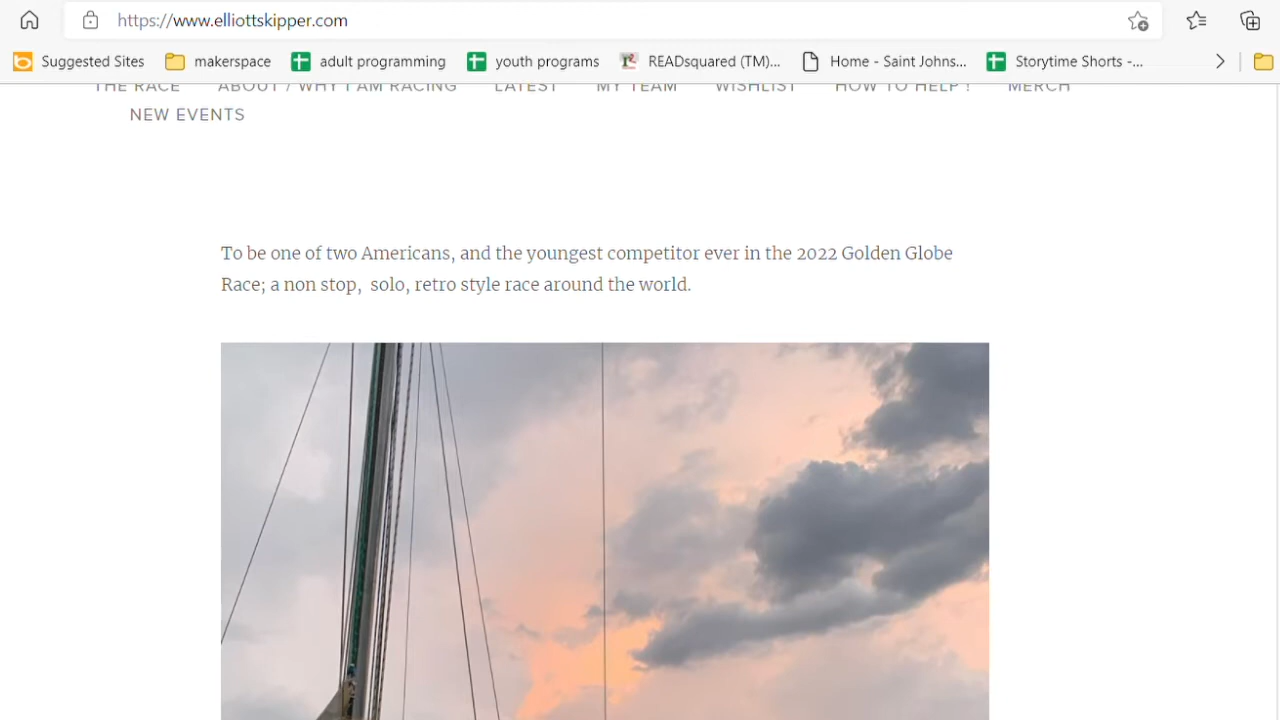 https://www.elliottskipper.com
Suggested Sites makerspace adult programming youth programs READsquared (TM)... Home - Saint Johns... Storytime Shorts -...
THE RACE ABOUT / WHY I AM RACING LATEST MY TEAM WISHLIST HOW TO HELP ! MERCH
NEW EVENTS
To be one of two Americans, and the youngest competitor ever in the 2022 Golden Globe
Race; a non stop, solo, retro style race around the world.